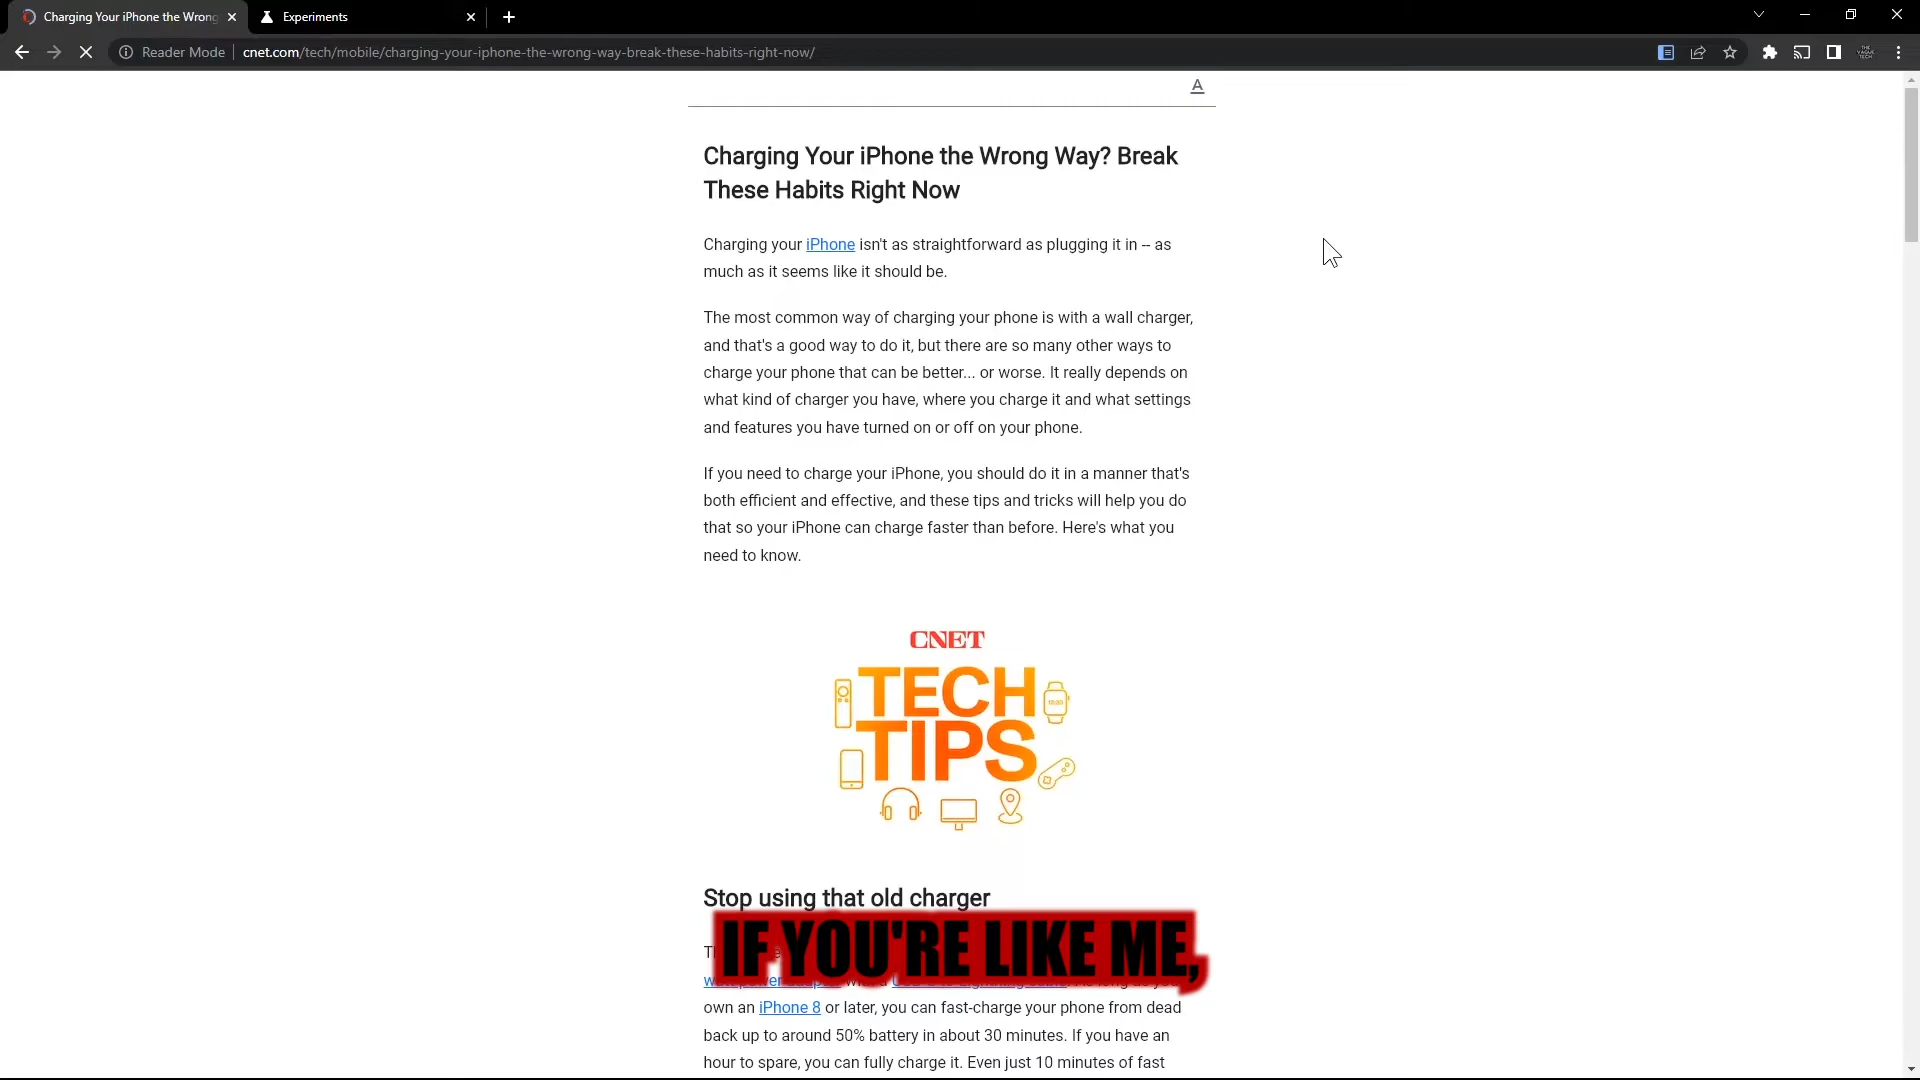 Charging Your iPhone the Wrong
Experiments
Reader Mode
cnet.com/tech/mobile/charging-your-iphone-the-wrong-way-break-these-habits-right-now/
A
Charging Your iPhone the Wrong Way? Break
These Habits Right Now
Charging your iPhone isn't as straightforward as plugging it in -- as
much as it seems like it should be.
The most common way of charging your phone is with a wall charger,
and that's a good way to do it, but there are so many other ways to
charge your phone that can be better... or worse. It really depends on
what kind of charger you have, where you charge it and what settings
and features you have turned on or off on your phone.
If you need to charge your iPhone, you should do it in a manner that's
both efficient and effective, and these tips and tricks will help you do
that so your iPhone can charge faster than before. Here's what you
need to know.
CNET
TECH
TIPS
Stop using that old charger
IF YOU'RE LIKE ME,
own an iPhone 8 or later, you can fast-charge your phone from dead
back up to around 50% battery in about 30 minutes. If you have an
hour to spare, you can fully charge it. Even just 10 minutes of fast